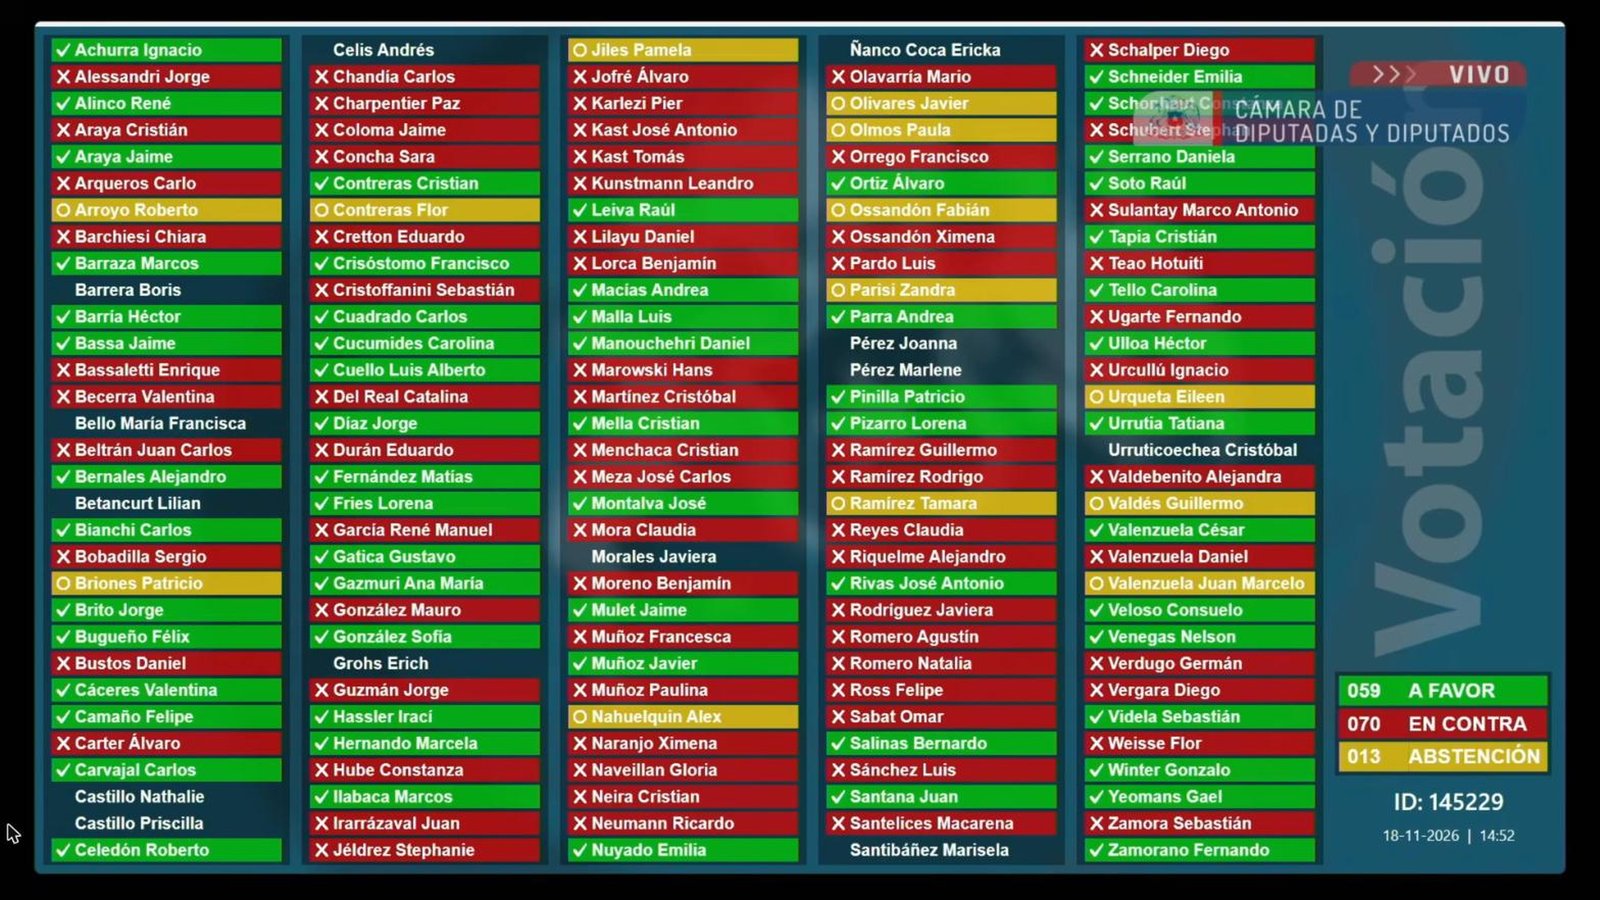 ✓ Achurra Ignacio
X Alessandri Jorge
✓ Alinco René
X Araya Cristián
✓ Araya Jaime
X Arqueros Carlo
O Arroyo Roberto
X Barchiesi Chiara
✓ Barraza Marcos
Barrera Boris
✓ Barría Héctor
✓ Bassa Jaime
X Bassaletti Enrique
X Becerra Valentina
Bello María Francisca
X Beltrán Juan Carlos
✓ Bernales Alejandro
Betancurt Lilian
✓ Bianchi Carlos
X Bobadilla Sergio
O Briones Patricio
✓ Brito Jorge
✓ Bugueño Félix
X Bustos Daniel
✓ Cáceres Valentina
✓ Camaño Felipe
X Carter Álvaro
✓ Carvajal Carlos
Castillo Nathalie
Castillo Priscilla
✓ Celedón Roberto
Celis Andrés
X Chandía Carlos
X Charpentier Paz
X Coloma Jaime
X Concha Sara
✓ Contreras Cristian
O Contreras Flor
X Cretton Eduardo
✓ Crisóstomo Francisco
X Cristoffanini Sebastián
✓ Cuadrado Carlos
✓ Cucumides Carolina
✓ Cuello Luis Alberto
X Del Real Catalina
✓ Díaz Jorge
X Durán Eduardo
✓ Fernández Matías
✓ Fries Lorena
X García René Manuel
✓ Gatica Gustavo
✓ Gazmuri Ana María
X González Mauro
✓ González Sofía
Grohs Erich
X Guzmán Jorge
✓ Hassler Irací
✓ Hernando Marcela
X Hube Constanza
✓ Ilabaca Marcos
X Irarrázaval Juan
X Jéldrez Stephanie
O Jiles Pamela
X Jofré Álvaro
X Karlezi Pier
X Kast José Antonio
X Kast Tomás
X Kunstmann Leandro
✓ Leiva Raúl
X Lilayu Daniel
X Lorca Benjamín
✓ Macías Andrea
✓ Malla Luis
✓ Manouchehri Daniel
X Marowski Hans
X Martínez Cristóbal
✓ Mella Cristian
X Menchaca Cristian
X Meza José Carlos
✓ Montalva José
X Mora Claudia
Morales Javiera
X Moreno Benjamín
✓ Mulet Jaime
X Muñoz Francesca
✓ Muñoz Javier
X Muñoz Paulina
O Nahuelquin Alex
X Naranjo Ximena
X Naveillan Gloria
X Neira Cristian
X Neumann Ricardo
✓ Nuyado Emilia
Ñanco Coca Ericka
X Olavarría Mario
O Olivares Javier
O Olmos Paula
X Orrego Francisco
✓ Ortiz Álvaro
O Ossandón Fabián
X Ossandón Ximena
X Pardo Luis
O Parisi Zandra
✓ Parra Andrea
Pérez Joanna
Pérez Marlene
✓ Pinilla Patricio
✓ Pizarro Lorena
X Ramírez Guillermo
X Ramírez Rodrigo
O Ramírez Tamara
X Reyes Claudia
X Riquelme Alejandro
✓ Rivas José Antonio
X Rodríguez Javiera
X Romero Agustín
X Romero Natalia
X Ross Felipe
X Sabat Omar
✓ Salinas Bernardo
X Sánchez Luis
✓ Santana Juan
X Santelices Macarena
Santibáñez Marisela
X Schalper Diego
✓ Schneider Emilia
✓
X Schubert
✓ Serrano Daniela
✓ Soto Raúl
X Sulantay Marco Antonio
✓ Tapia Cristián
X Teao Hotuiti
✓ Tello Carolina
X Ugarte Fernando
✓ Ulloa Héctor
X Urcullú Ignacio
O Urqueta Eileen
✓ Urrutia Tatiana
Urruticoechea Cristóbal
X Valdebenito Alejandra
O Valdés Guillermo
✓ Valenzuela César
X Valenzuela Daniel
O Valenzuela Juan Marcelo
✓ Veloso Consuelo
✓ Venegas Nelson
X Verdugo Germán
X Vergara Diego
✓ Videla Sebastián
X Weisse Flor
✓ Winter Gonzalo
✓ Yeomans Gael
X Zamora Sebastián
✓ Zamorano Fernando
>>> VIVO
CÁMARA DE
DIPUTADAS Y DIPUTADOS
Votación
059 A FAVOR
070 EN CONTRA
013 ABSTENCIÓN
ID: 145229
18-11-2026 | 14:52